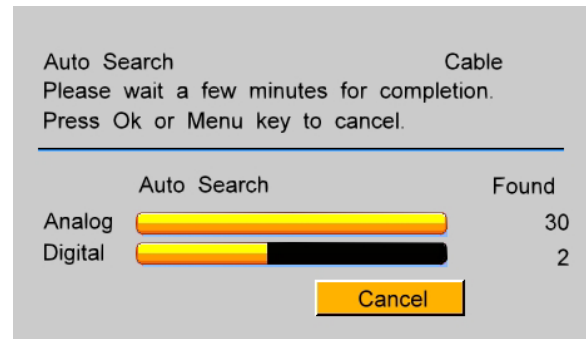 Auto Search Cable
Please wait a few minutes for completion.
Press Ok or Menu key to cancel.
Auto Search Found
Analog 30
Digital 2
Cancel